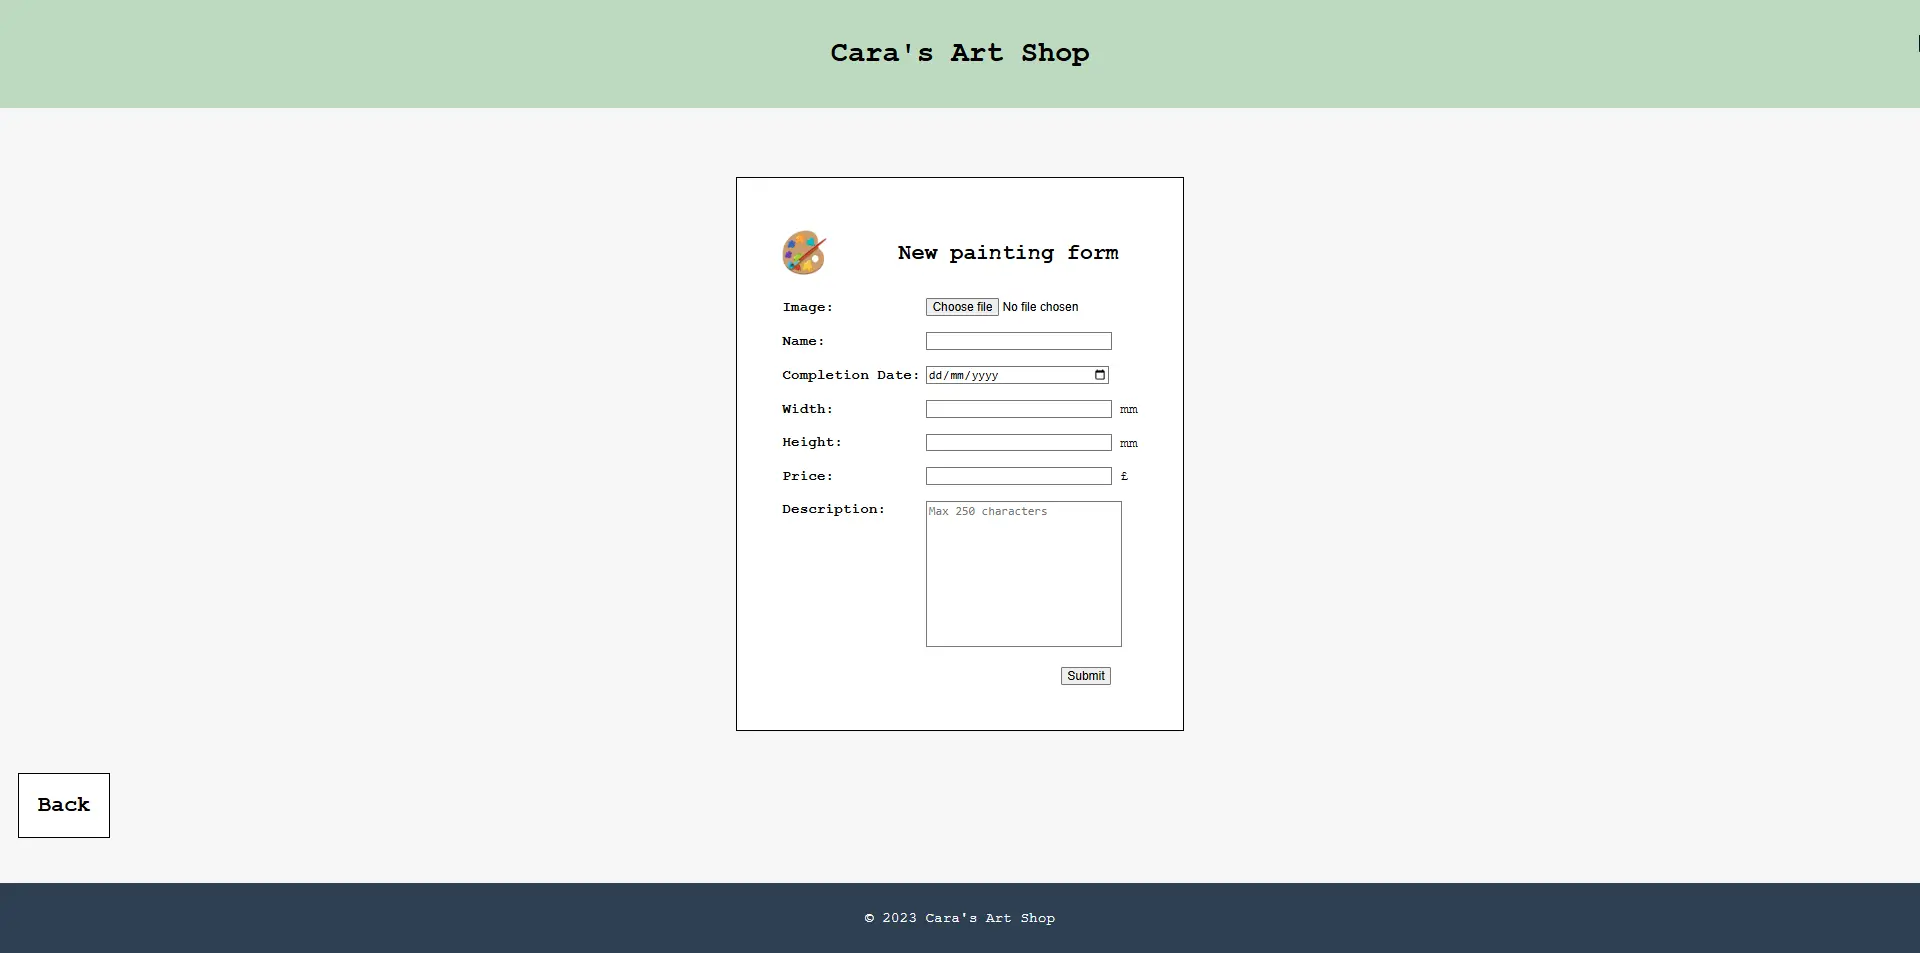 Cara's Art Shop
New painting form
Image: Choose file No file chosen
Name:
Completion Date: dd/mm/yyyy
Width: mm
Height: mm
Price: £
Description: Max 250 characters
Submit
Back
© 2023 Cara's Art Shop